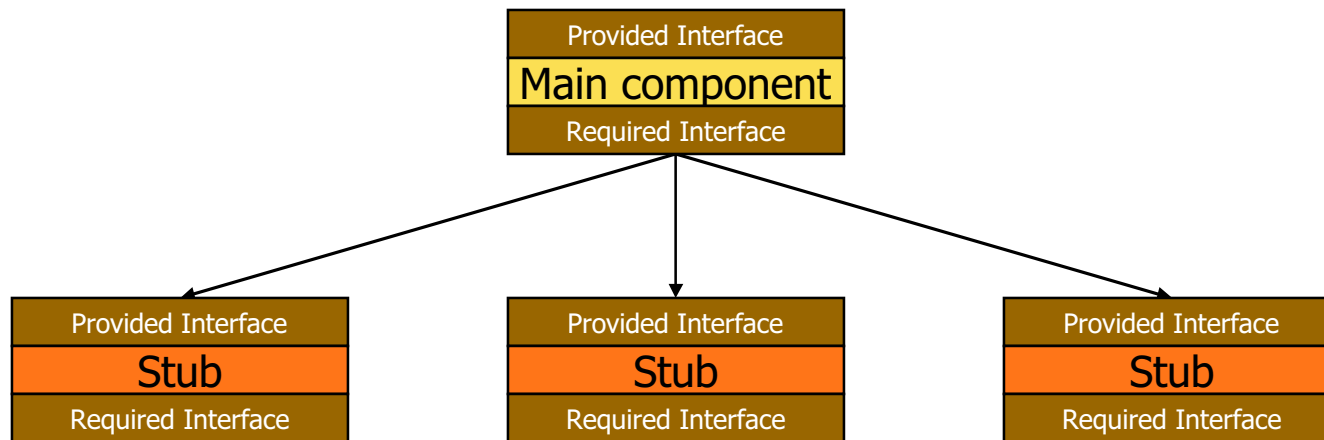 Provided Interface
Main component
Required Interface
Provided Interface
Stub
Required Interface
Provided Interface
Stub
Required Interface
Provided Interface
Stub
Required Interface